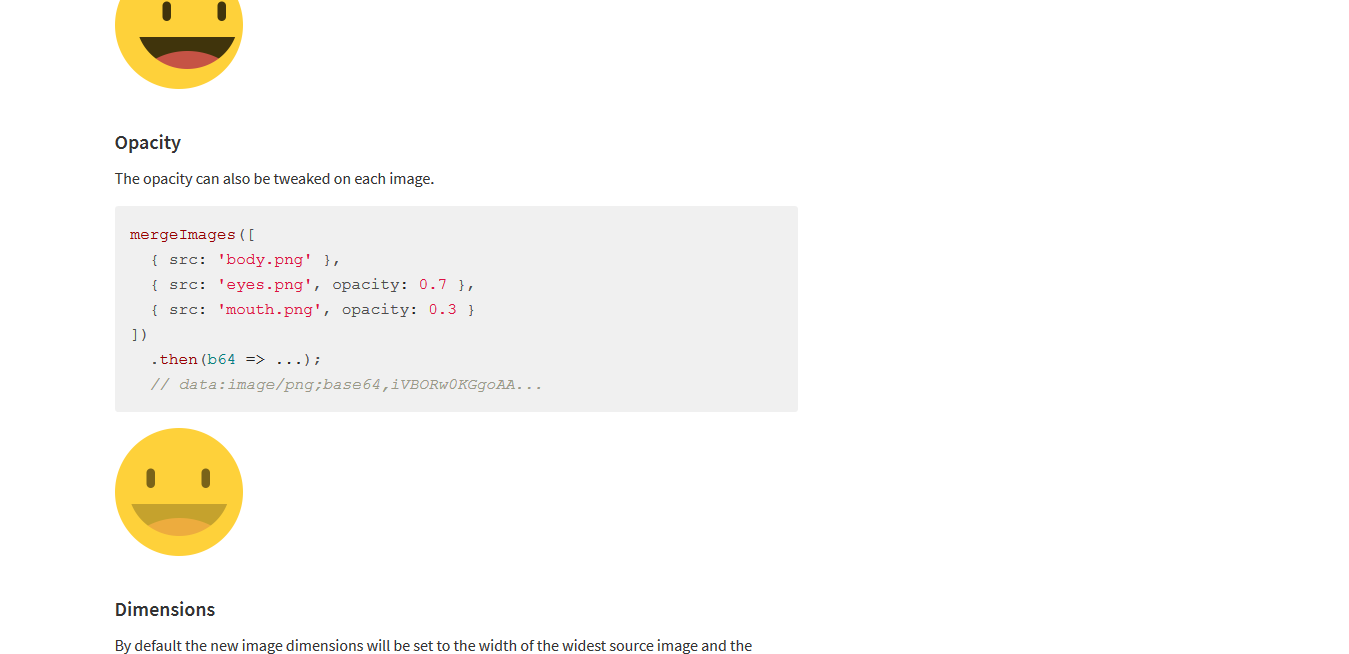 Opacity
The opacity can also be tweaked on each image.
mergeImages([
  { src: 'body.png' },
  { src: 'eyes.png', opacity: 0.7 },
  { src: 'mouth.png', opacity: 0.3 }
])
  .then(b64 => ...);
  // data:image/png;base64,iVBORw0KGgoAA...
Dimensions
By default the new image dimensions will be set to the width of the widest source image and the